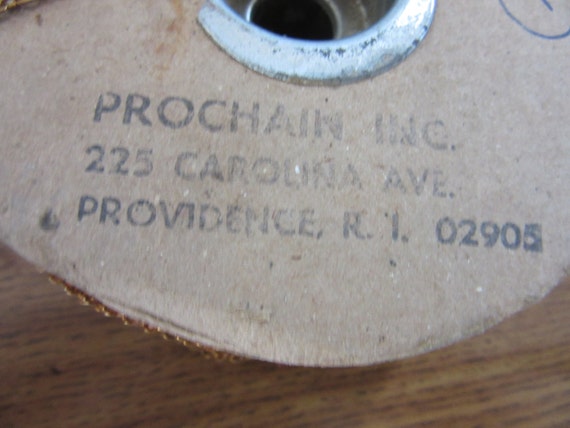 PROCHAIN INC.
225 CAROLINA AVE.
PROVIDENCE, R. I. 02905